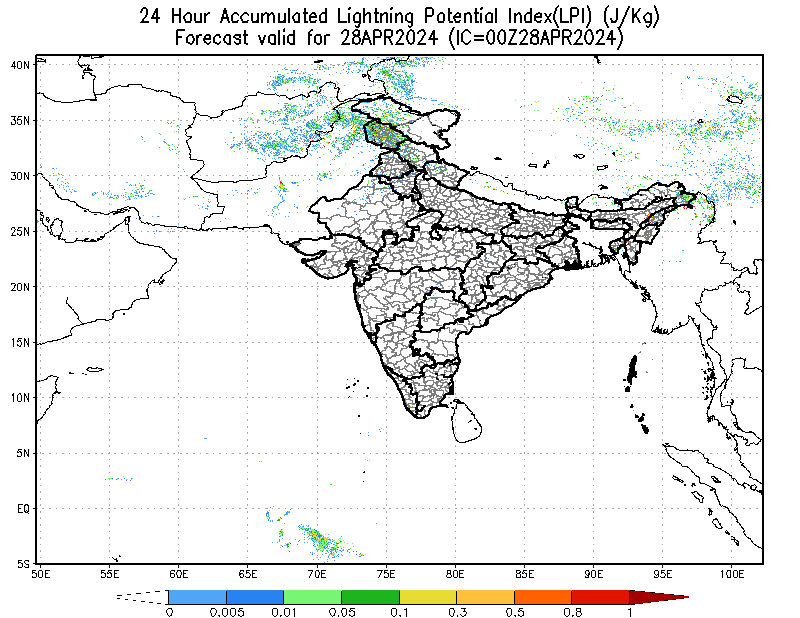 24 Hour Accumulated Lightning Potential Index(LPI) (J/Kg)
Forecast valid for 28APR2024 (IC=00Z28APR2024)
40N
35N
30N
25N
20N
15N
10N
5N
EQ
5S
50E 55E 60E 65E 70E 75E 80E 85E 90E 95E 100E
0 0.005 0.01 0.05 0.1 0.3 0.5 0.8 1